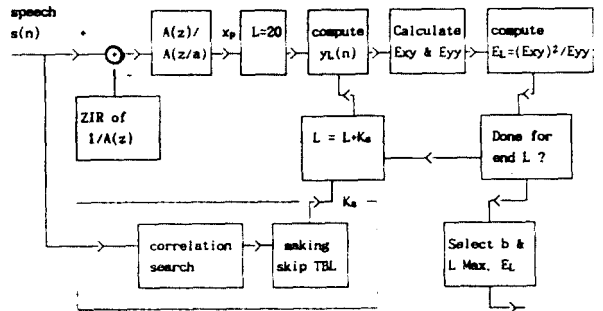 speech
s(n)
+
-
A(z)/
A(z/a)
xp
L=20
compute
yL(n)
Calculate
Exy & Eyy
compute
EL=(Exy)²/Eyy
ZIR of
1/A(z)
L = L+Ks
Done for
end L ?
Ks
correlation
search
making
skip TBL
Select b &
L Max. EL